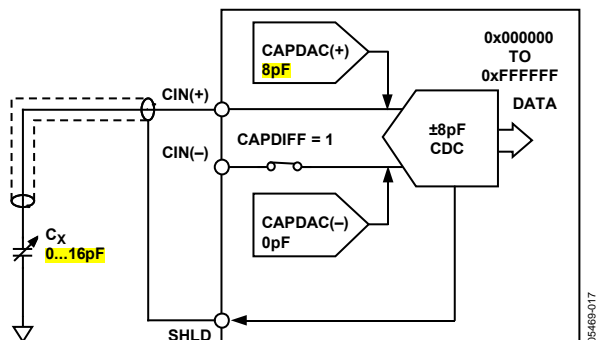 CAPDAC(+)
8pF
0x000000
TO
0xFFFFFF
DATA
CIN(+)
CIN(–)
CAPDIFF = 1
±8pF
CDC
CAPDAC(–)
0pF
CX
0...16pF
SHLD
05469-017